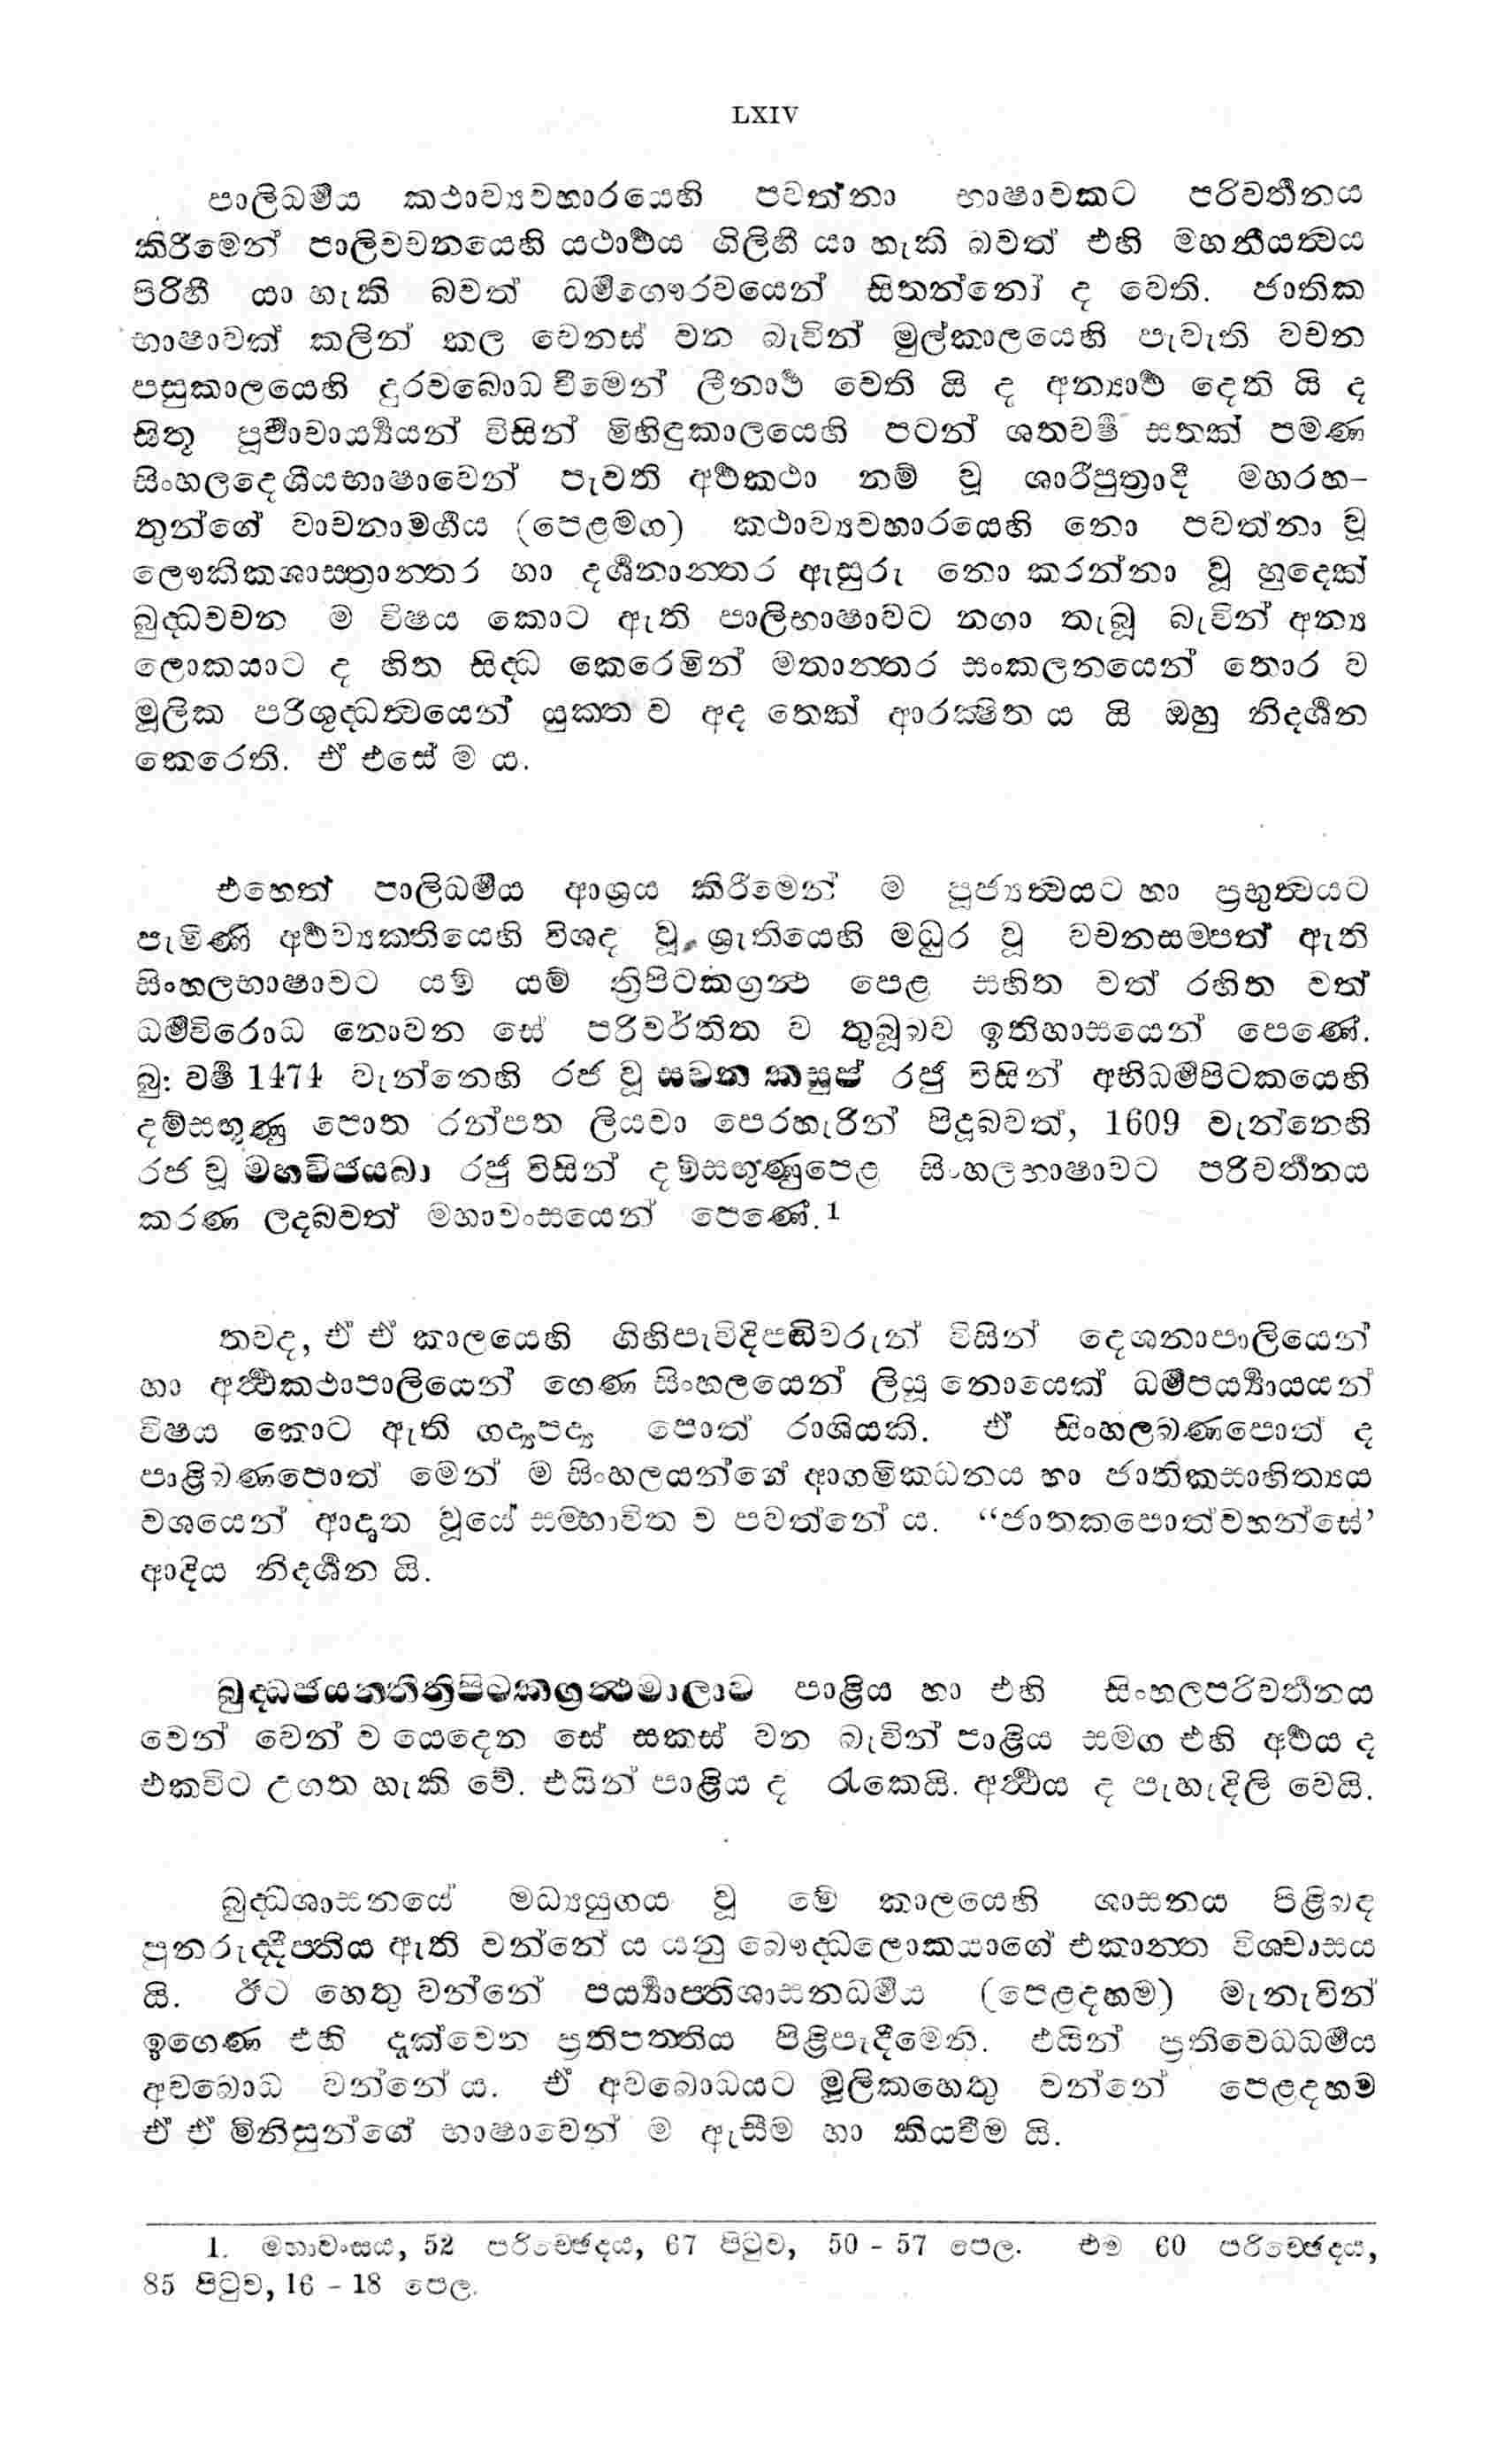 LXIV
පාලිධර්‍මය කථාව්‍යවහාරයෙහි පවත්නා භාෂාවකට පරිවර්‍තනය
කිරීමෙන් පාලිවචනයෙහි යථාර්‍ථය ගිලිහී යා හැකි බවත් එහි මහනීයත්‍වය
පිරිහී යා හැකි බවත් ධර්‍මගෞරවයෙන් සිතන්නෝ ද වෙති. ජාතික
භාෂාවක් කලින් කල වෙනස් වන බැවින් මුල්කාලයෙහි පැවැති වචන
පසුකාලයෙහි දුරවබොධ වීමෙන් ලීනාර්‍ථ වෙති යි ද අන්‍යාර්‍ථ දෙති යි ද
සිතූ පූර්‍වාචාර්‍ය්‍යයන් විසින් මිහිඳුකාලයෙහි පටන් ශතවර්‍ෂ සතක් පමණ
සිංහලදෙශීයභාෂාවෙන් පැවති අර්‍ථකථා නම් වූ ශාරීපුත්‍රාදී මහරහ-
තුන්ගේ වාචනාමාර්‍ගය (පෙළමග) කථාව්‍යවහාරයෙහි නො පවත්නා වූ
ලෞකිකශාස්ත්‍රාන්තර හා දර්‍ශනාන්තර ඇසුරු නො කරන්නා වූ හුදෙක්
බුද්ධවචන ම විෂය කොට ඇති පාලිභාෂාවට නගා තැබූ බැවින් අන්‍ය
ලොකයාට ද හිත සිද්ධ කෙරෙමින් මතාන්තර සංකලනයෙන් තොර ව
මූලික පරිශුද්ධත්‍වයෙන් යුක්ත ව අද තෙක් ආරක්‍ෂිත ය යි ඔහු නිදර්‍ශන
කෙරෙති. ඒ එසේ ම ය.
එහෙත් පාලිධර්‍මය ආශ්‍රය කිරීමෙන් ම පූජ්‍යත්‍වයට හා ප්‍රභුත්‍වයට
පැමිණි අර්‍ථව්‍යක්තියෙහි විශද වූ ශ්‍රැතියෙහි මධුර වූ වචනසම්පත් ඇති
සිංහලභාෂාවට යම් යම් ත්‍රිපිටකග්‍රන්‍ථ පෙළ සහිත වත් රහිත වත්
ධර්‍මවිරොධ නොවන සේ පරිවර්තිත ව තුබූබව ඉතිහාසයෙන් පෙණේ.
බු: වර්‍ෂ 1474 වැන්නෙහි රජ වූ සවන කසුප් රජු විසින් අභිධර්‍මපිටකයෙහි
දම්සඟුණු පොත රන්පත ලියවා පෙරහැරින් පිදූබවත්, 1609 වැන්නෙහි
රජ වූ මහවිජයබා රජු විසින් දම්සඟුණුපෙළ සිංහලභාෂාවට පරිවර්‍තනය
කරණ ලදබවත් මහාවංසයෙන් පෙණේ.1
තවද, ඒ ඒ කාලයෙහි ගිහිපැවිදිපඬිවරුන් විසින් දෙශනාපාලියෙන්
හා අර්‍ත්‍ථකථාපාලියෙන් ගෙණ සිංහලයෙන් ලියූ නොයෙක් ධර්‍මපර්‍ය්‍යායයන්
විෂය කොට ඇති ගද්‍යපද්‍ය පොත් රාශියකි. ඒ සිංහලබණපොත් ද
පාළිබණපොත් මෙන් ම සිංහලයන්ගේ ආගමිකධනය හා ජාතිකසාහිත්‍යය
වශයෙන් ආදෘත වූයේ සම්භාවිත ව පවත්නේ ය. “ජාතකපොත්වහන්සේ’
ආදිය නිදර්‍ශන යි.
බුද්ධජයන්තිත්‍රිපිටකග්‍රන්‍ථමාලාව පාළිය හා එහි සිංහලපරිවර්‍තනය
වෙන් වෙන් ව යෙදෙන සේ සකස් වන බැවින් පාළිය සමග එහි අර්‍ථය ද
එකවිට උගත හැකි වේ. එයින් පාළිය ද රැකෙයි. අර්‍ත්‍ථය ද පැහැදිලි වෙයි.
බුද්ධශාසනයේ මධ්‍යයුගය වූ මේ කාලයෙහි ශාසනය පිළිබඳ
පුනරුද්දීප්තිය ඇති වන්නේ ය යනු බෞද්ධලොකයාගේ එකාන්ත විශ්වාසය
යි. ඊට හෙතු වන්නේ පර්‍ය්‍යාප්තිශාසනධර්‍මය (පෙළදහම) මැනැවින්
ඉගෙණ එහි දැක්වෙන ප්‍රතිපත්තිය පිළිපැදීමෙනි. එයින් ප්‍රතිවෙධධර්‍මය
අවබොධ වන්නේ ය. ඒ අවබොධයට මූලිකහෙතු වන්නේ පෙළදහම
ඒ ඒ මිනිසුන්ගේ භාෂාවෙන් ම ඇසීම හා කියවීම යි.
1. මහාවංසය, 52 පරිච්ඡේදය, 67 පිටුව, 50 - 57 පෙල. එම 60 පරිච්ඡේදය,
85 පිටුව, 16 - 18 පෙල.